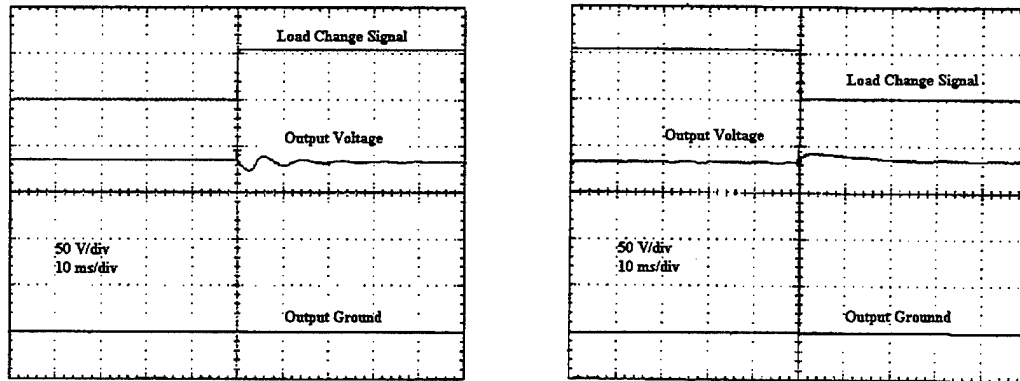 Load Change Signal
Output Voltage
50 V/div
10 ms/div
Output Ground
Load Change Signal
Output Voltage
50 V/div
10 ms/div
Output Grounnd